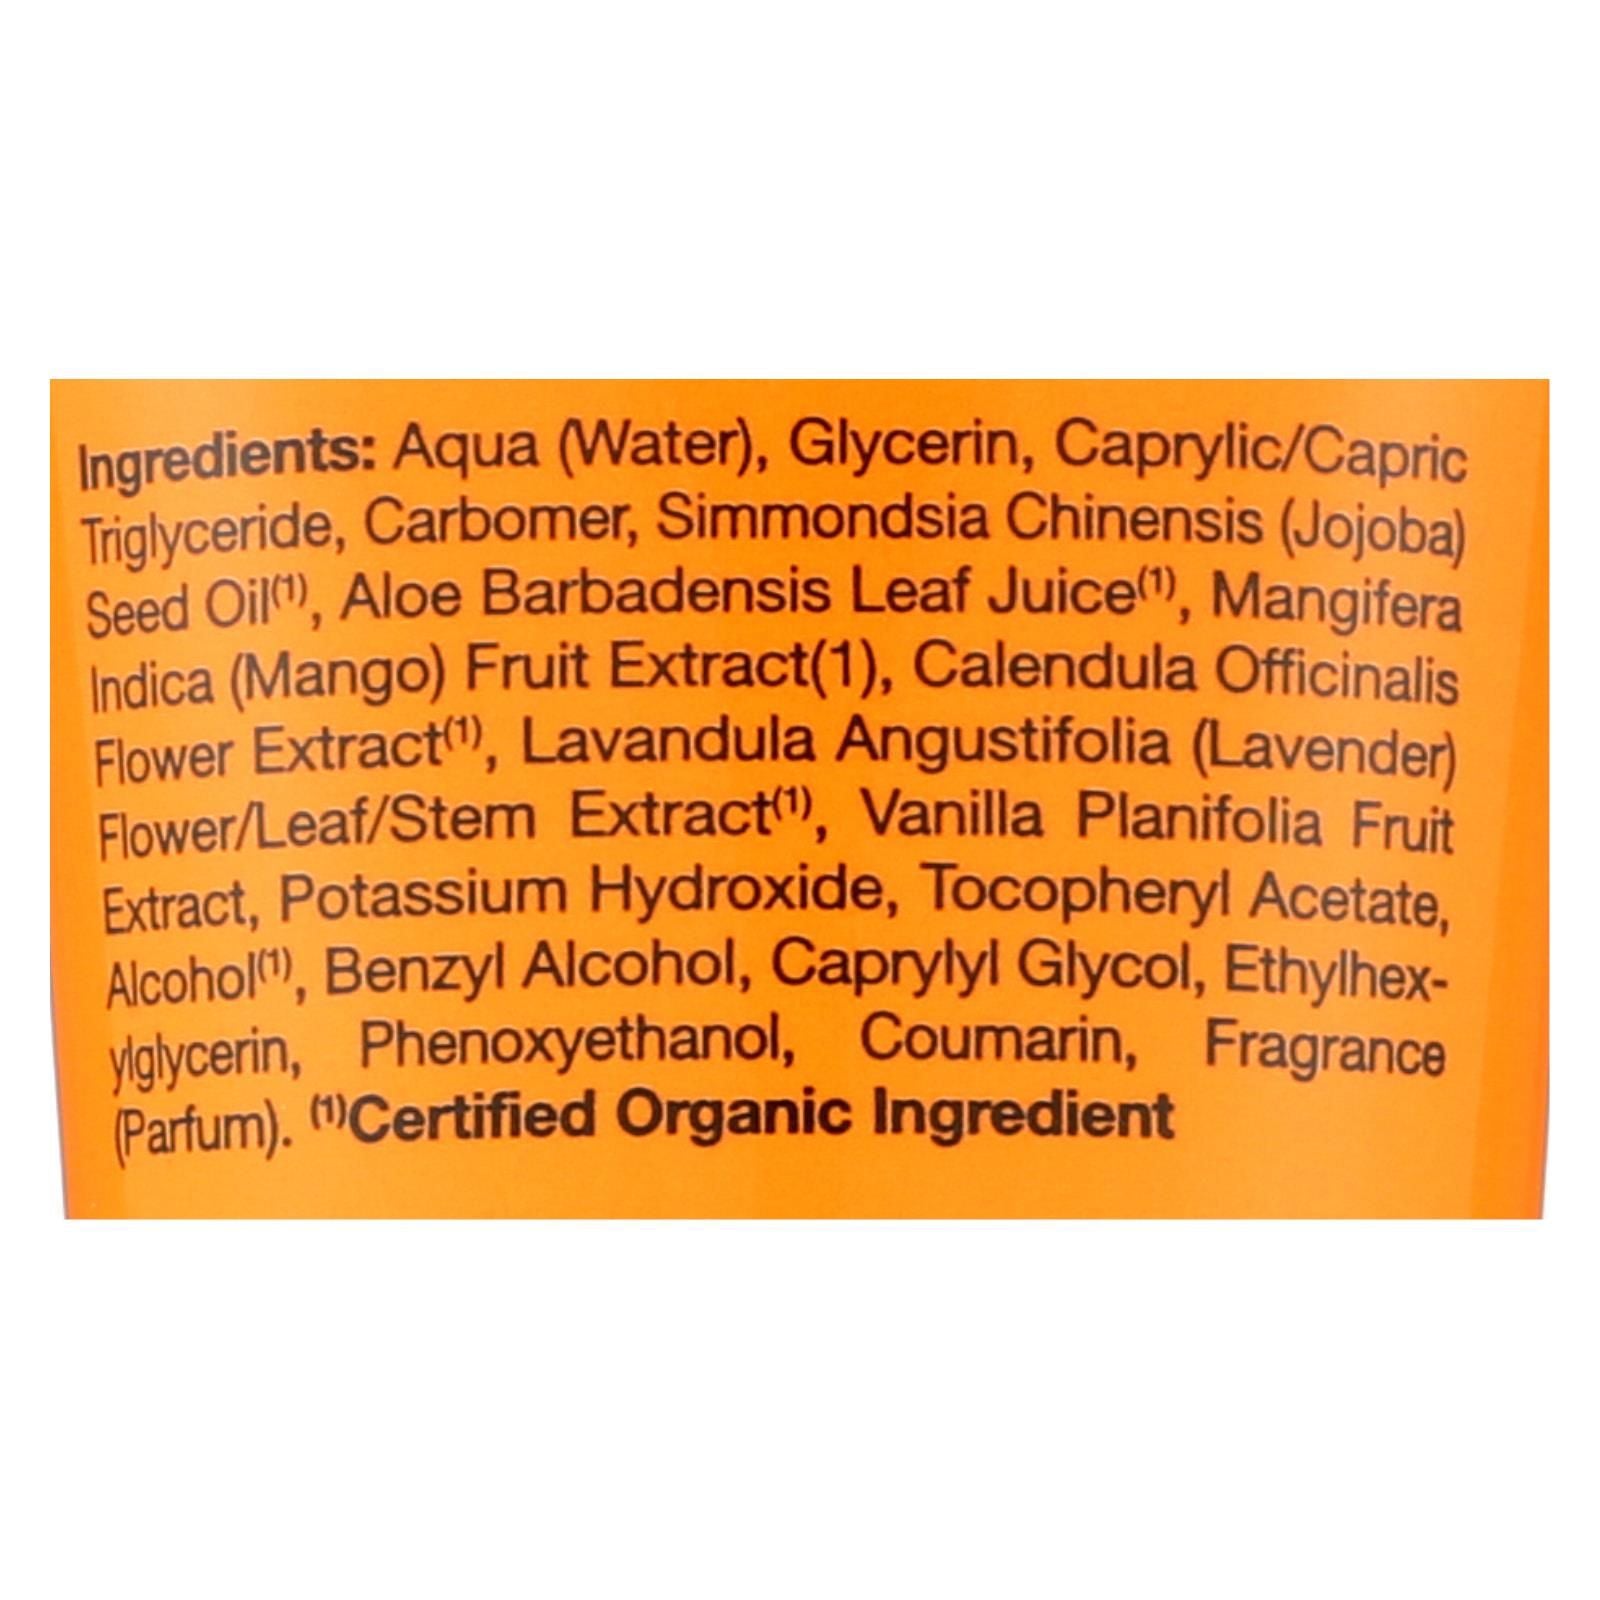 Ingredients: Aqua (Water), Glycerin, Caprylic/Capric
Triglyceride, Carbomer, Simmondsia Chinensis (Jojoba)
Seed Oil(1), Aloe Barbadensis Leaf Juice(1), Mangifera
Indica (Mango) Fruit Extract(1), Calendula Officinalis
Flower Extract(1), Lavandula Angustifolia (Lavender)
Flower/Leaf/Stem Extract(1), Vanilla Planifolia Fruit
Extract, Potassium Hydroxide, Tocopheryl Acetate,
Alcohol(1), Benzyl Alcohol, Caprylyl Glycol, Ethylhex-
ylglycerin, Phenoxyethanol, Coumarin, Fragrance
(Parfum). (1)Certified Organic Ingredient